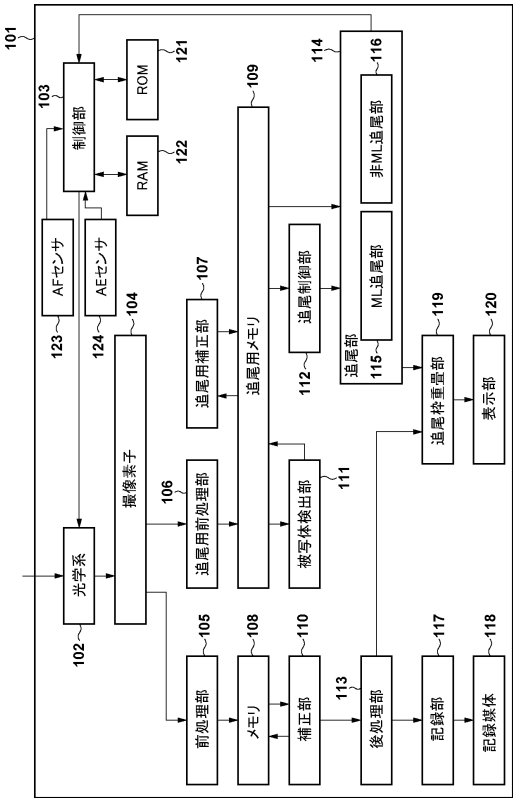 101
光学系
102
制御部
103
ROM
121
RAM
122
AFセンサ
123
AEセンサ
124
撮像素子
104
前処理部
105
追尾用前処理部
106
追尾用補正部
107
メモリ
108
追尾用メモリ
109
補正部
110
被写体検出部
111
追尾制御部
112
後処理部
113
追尾部
114
ML追尾部
115
非ML追尾部
116
記録部
117
記録媒体
118
追尾枠重畳部
119
表示部
120